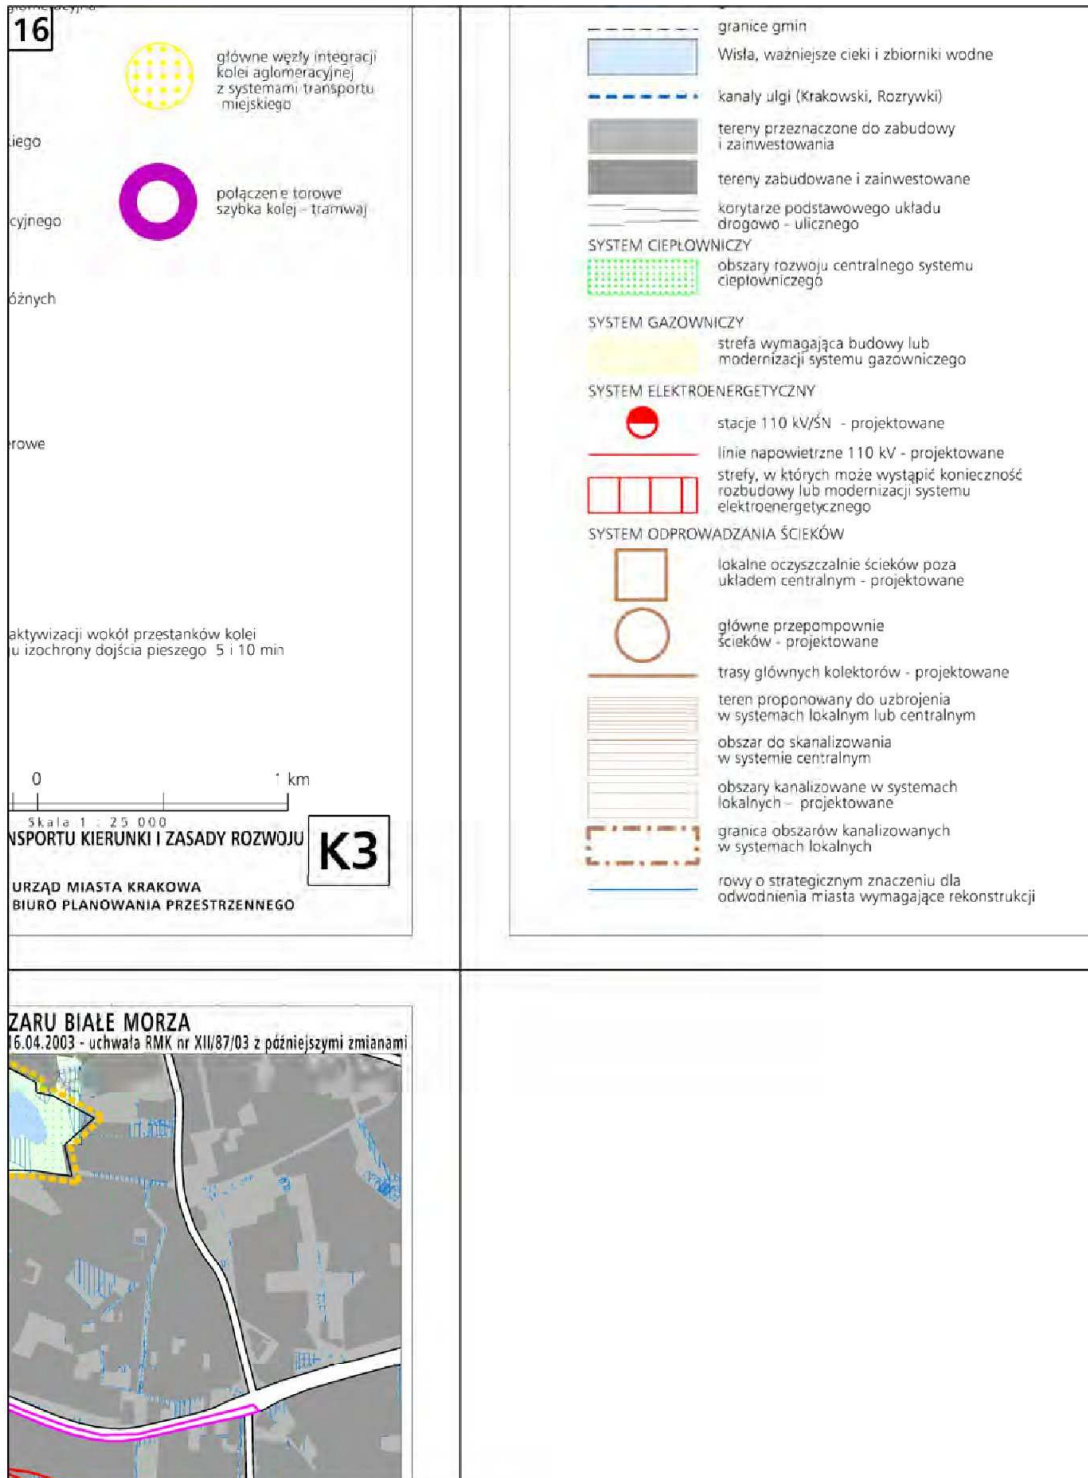 16
główne węzły integracji
kolei aglomeracyjnej
z systemami transportu
miejskiego
połączenie torowe
szybka kolej - tramwaj
cyjnego
óżnych
aktywizacji wokół przestanków kolei
u izochrony dojścia pieszego 5 i 10 min
0 1 km
Skala 1 : 25 000
NSPORTU KIERUNKI I ZASADY ROZWOJU
K3
URZĄD MIASTA KRAKOWA
BIURO PLANOWANIA PRZESTRZENNEGO
granice gmin
Wisła, ważniejsze cieki i zbiorniki wodne
kanały ulgi (Krakowski, Rozrywki)
tereny przeznaczone do zabudowy
i zainwestowania
tereny zabudowane i zainwestowane
korytarze podstawowego układu
drogowo - ulicznego
SYSTEM CIEPŁOWNICZY
obszary rozwoju centralnego systemu
ciepłowniczego
SYSTEM GAZOWNICZY
strefa wymagająca budowy lub
modernizacji systemu gazowniczego
SYSTEM ELEKTROENERGETYCZNY
stacje 110 kV/ŚN - projektowane
linie napowietrzne 110 kV - projektowane
strefy, w których może wystąpić konieczność
rozbudowy lub modernizacji systemu
elektroenergetycznego
SYSTEM ODPROWADZANIA ŚCIEKÓW
lokalne oczyszczalnie ścieków poza
układem centralnym - projektowane
główne przepompownie
ścieków - projektowane
trasy głównych kolektorów - projektowane
teren proponowany do uzbrojenia
w systemach lokalnym lub centralnym
obszar do skanalizowania
w systemie centralnym
obszary kanalizowane w systemach
lokalnych - projektowane
granica obszarów kanalizowanych
w systemach lokalnych
rowy o strategicznym znaczeniu dla
odwodnienia miasta wymagające rekonstrukcji
ZARU BIAŁE MORZA
16.04.2003 - uchwała RMK nr XII/87/03 z późniejszymi zmianami